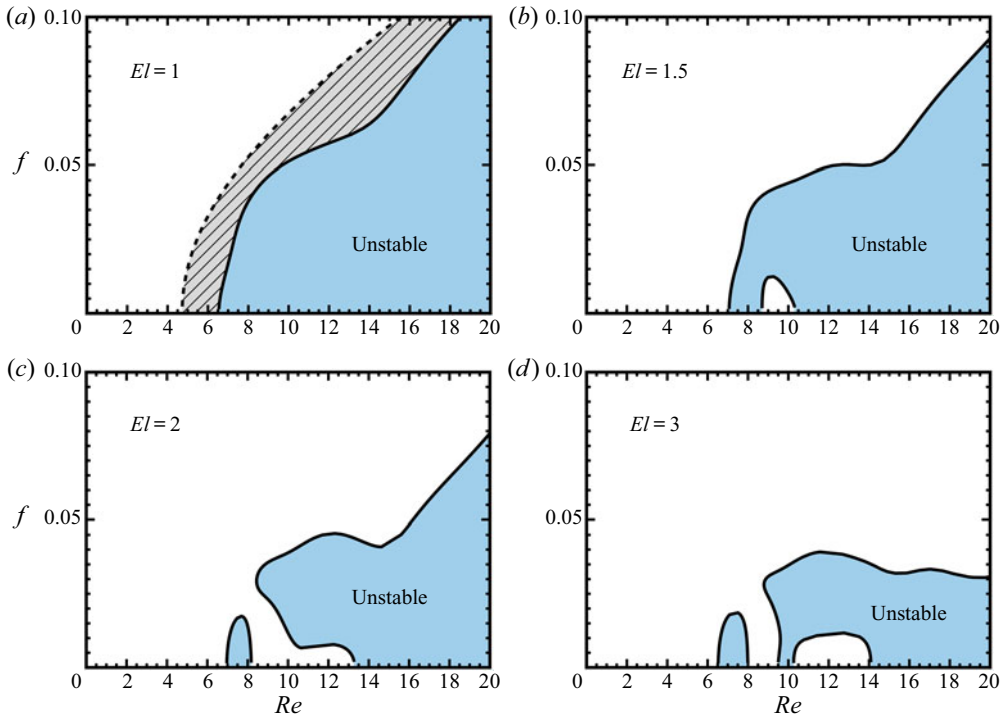 (a) 0.10 (b) 0.10
El = 1 El = 1.5
f 0.05 0.05
Unstable Unstable
0 2 4 6 8 10 12 14 16 18 20 0 2 4 6 8 10 12 14 16 18 20
(c) 0.10 (d) 0.10
El = 2 El = 3
f 0.05 0.05
Unstable Unstable
0 2 4 6 8 10 12 14 16 18 20 0 2 4 6 8 10 12 14 16 18 20
Re Re